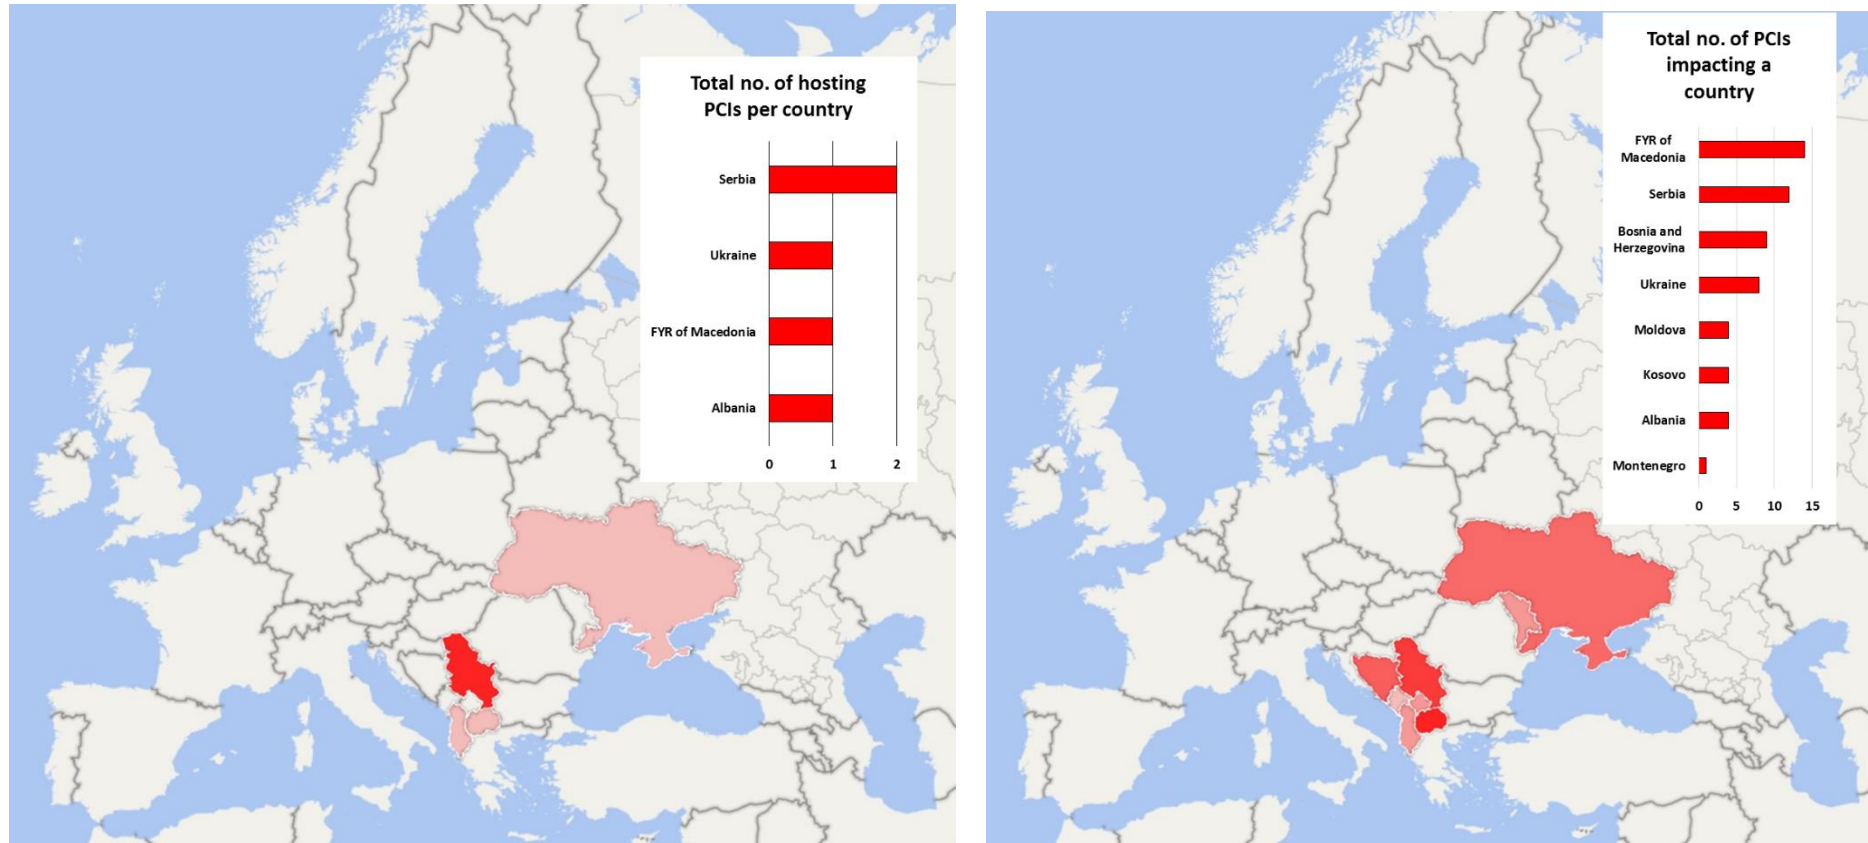 Total no. of hosting
PCIs per country
Serbia
Ukraine
FYR of Macedonia
Albania
0 1 2
Total no. of PCIs
impacting a
country
FYR of
Macedonia
Serbia
Bosnia and
Herzegovina
Ukraine
Moldova
Kosovo
Albania
Montenegro
0 5 10 15